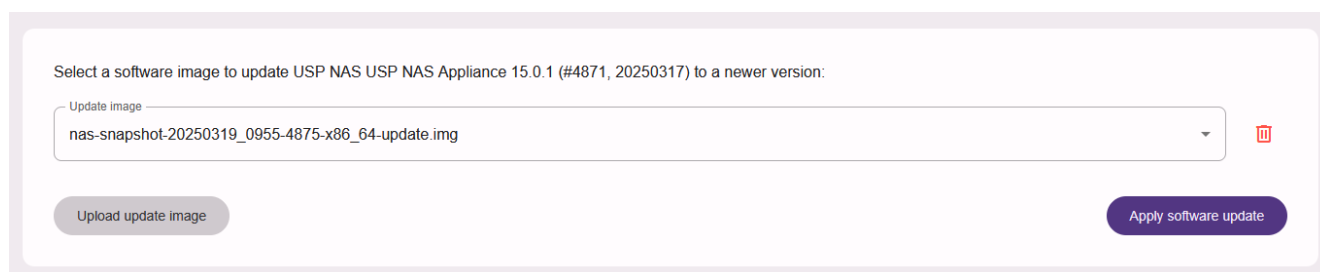 Select a software image to update USP NAS USP NAS Appliance 15.0.1 (#4871, 20250317) to a newer version:
Update image
nas-snapshot-20250319_0955-4875-x86_64-update.img
Upload update image
Apply software update